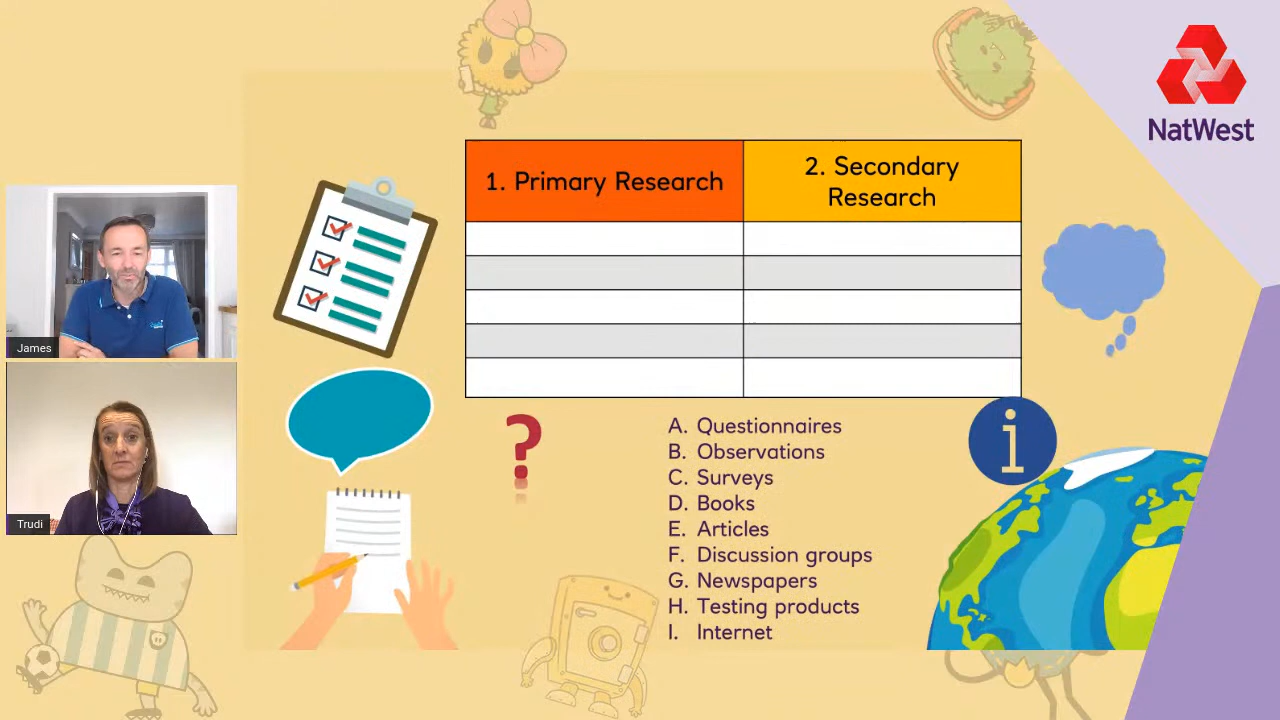 NatWest
1. Primary Research
2. Secondary
Research
James
Trudi
?
i
A. Questionnaires
B. Observations
C. Surveys
D. Books
E. Articles
F. Discussion groups
G. Newspapers
H. Testing products
I. Internet